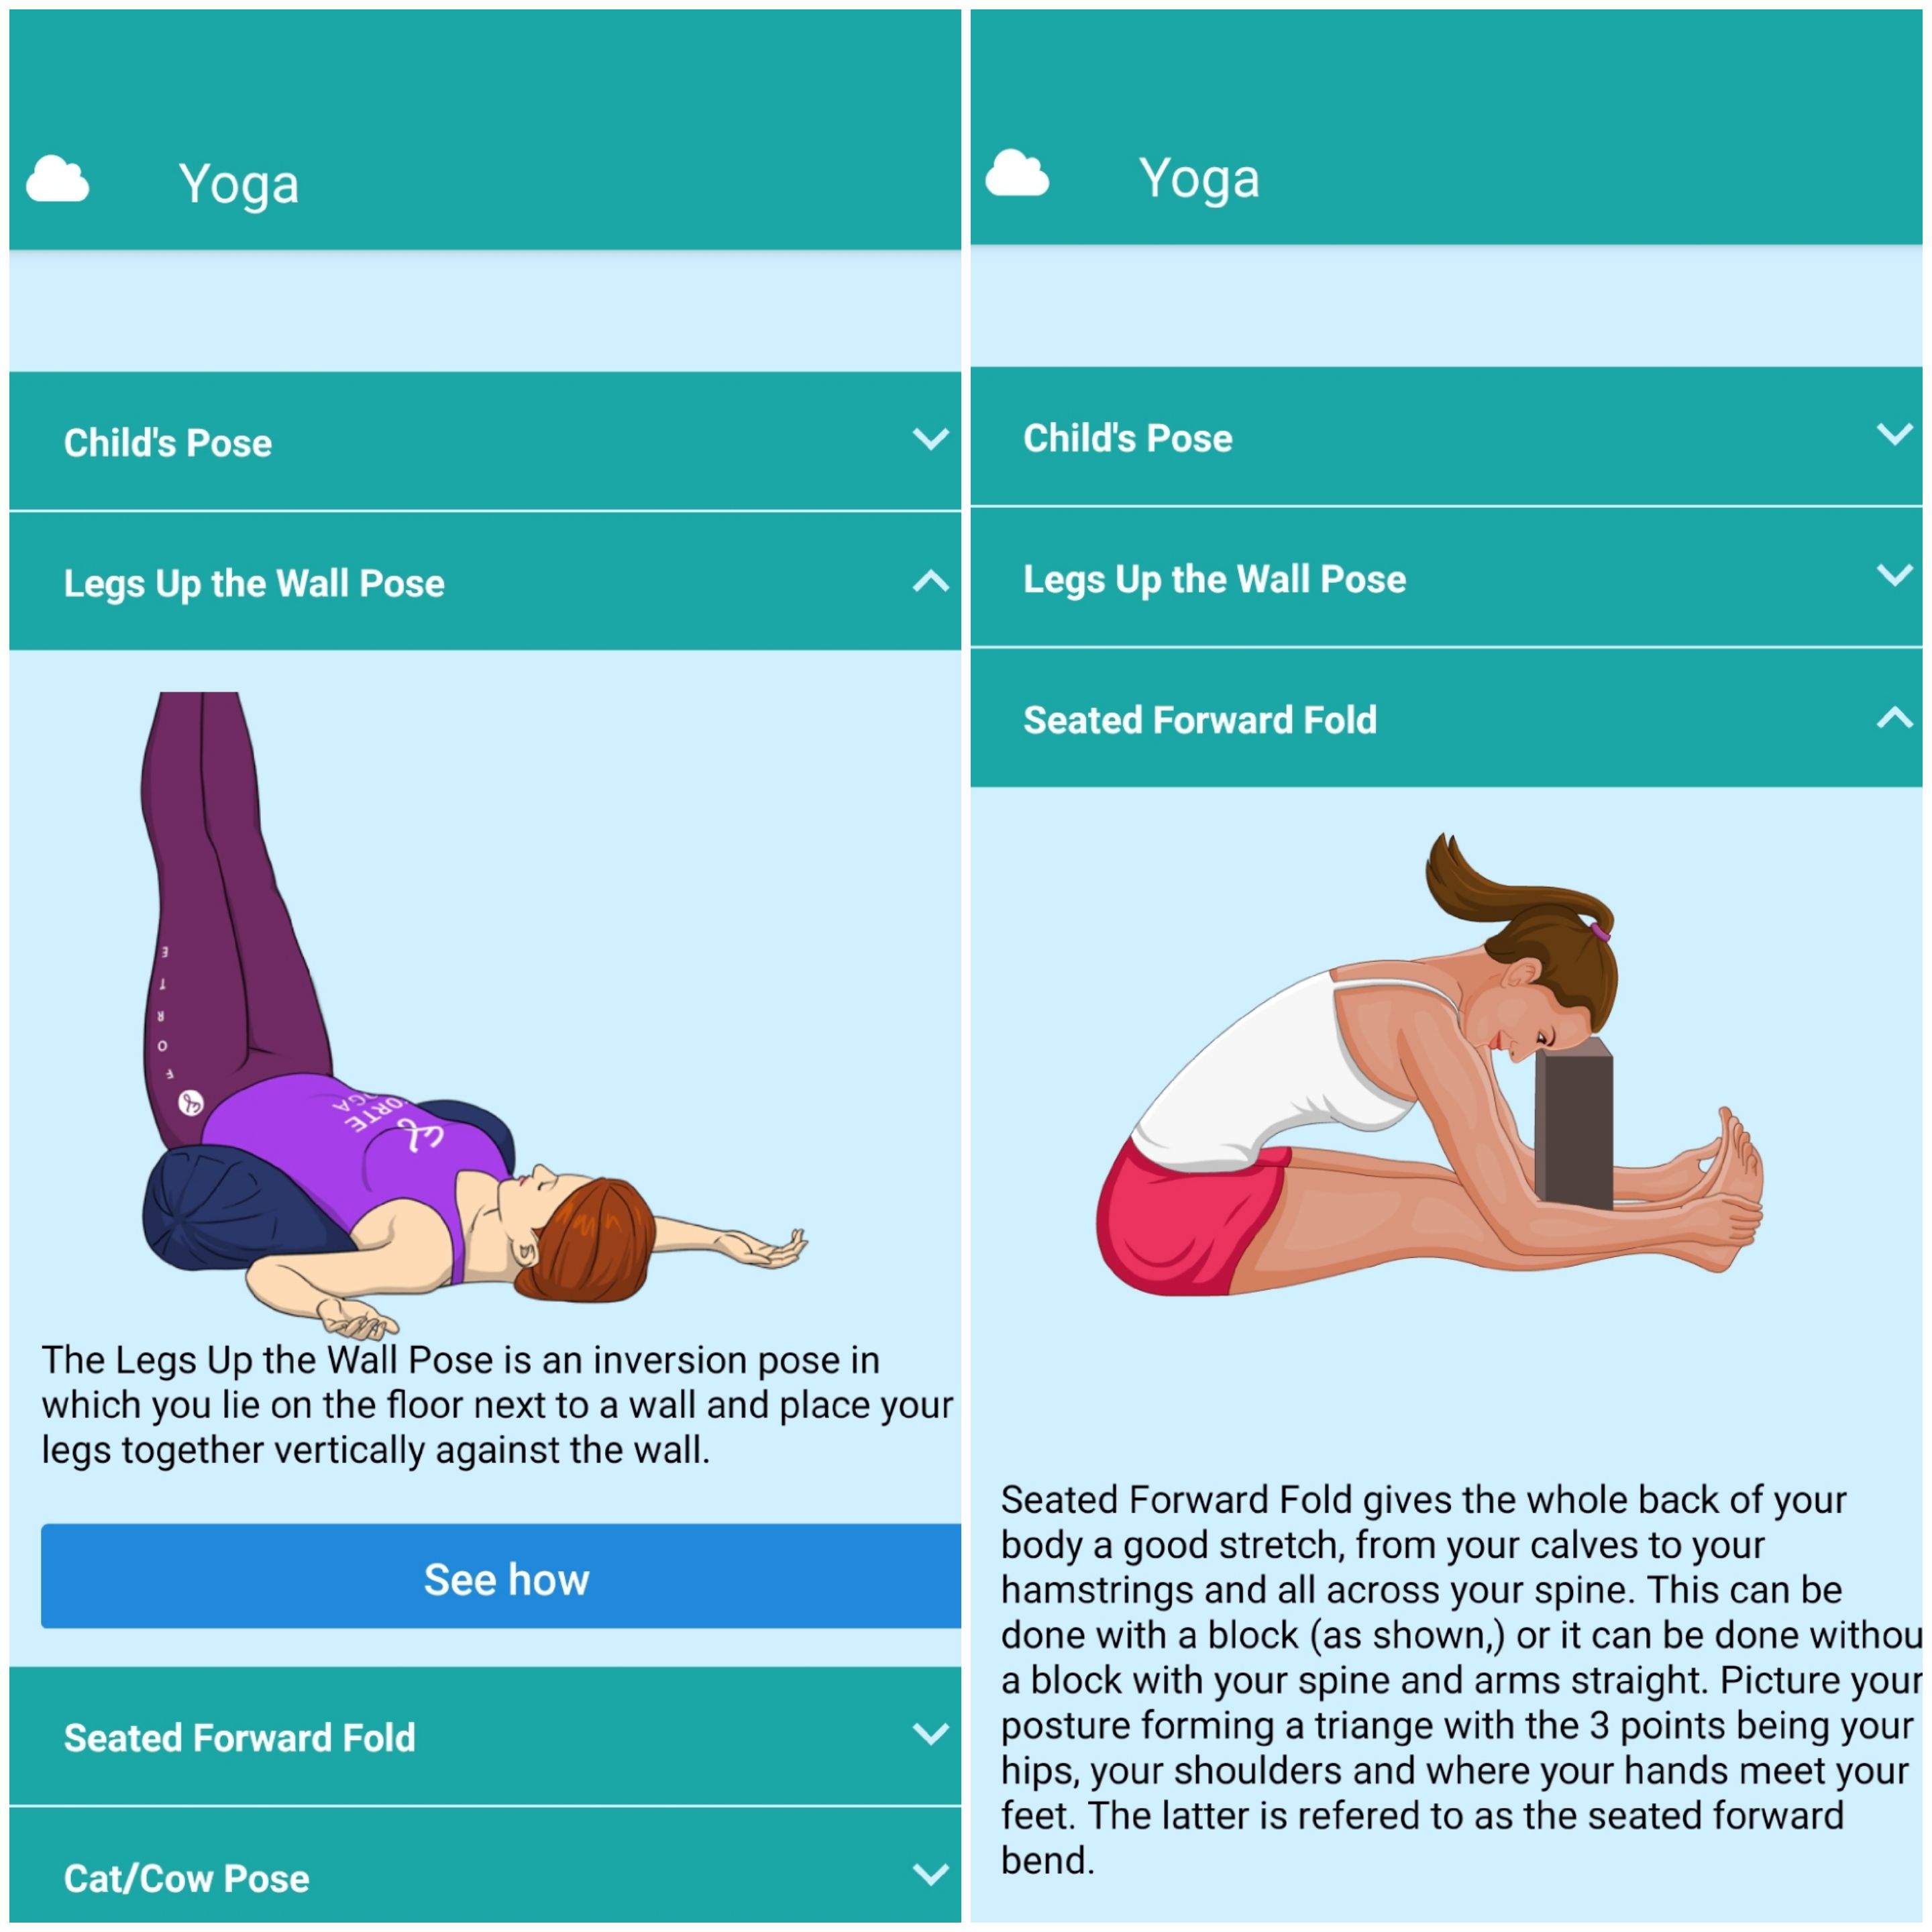 Yoga
Child's Pose
Legs Up the Wall Pose
FORTE
ORTE
OGA
The Legs Up the Wall Pose is an inversion pose in
which you lie on the floor next to a wall and place your
legs together vertically against the wall.
See how
Seated Forward Fold
Cat/Cow Pose
Yoga
Child's Pose
Legs Up the Wall Pose
Seated Forward Fold
Seated Forward Fold gives the whole back of your
body a good stretch, from your calves to your
hamstrings and all across your spine. This can be
done with a block (as shown,) or it can be done withou
a block with your spine and arms straight. Picture your
posture forming a triange with the 3 points being your
hips, your shoulders and where your hands meet your
feet. The latter is refered to as the seated forward
bend.